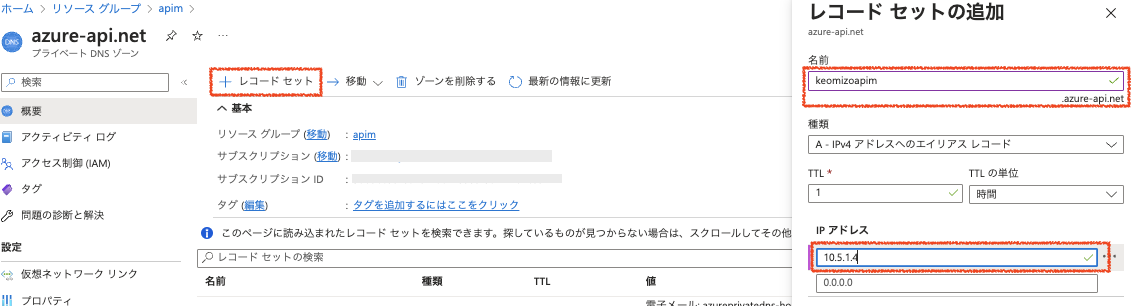 ホーム > リソース グループ > apim >
DNS
azure-api.net
プライベート DNS ゾーン
検索
概要
アクティビティ ログ
アクセス制御 (IAM)
タグ
問題の診断と解決
設定
仮想ネットワーク リンク
プロパティ
+ レコード セット → 移動 ゾーンを削除する 最新の情報に更新
基本
リソース グループ (移動) : apim
サブスクリプション (移動) :
サブスクリプション ID :
タグ (編集) : タグを追加するにはここをクリック
このページに読み込まれたレコード セットを検索できます。探しているものが見つからない場合は、スクロールしてその他
レコード セットの検索
名前 種類 TTL 値
電子メール: azureprivatedns-ho
レコード セットの追加
azure-api.net
名前
keomizoapim
.azure-api.net
種類
A - IPv4 アドレスへのエイリアス レコード
TTL * TTL の単位
1 時間
IP アドレス
10.5.1.4
0.0.0.0